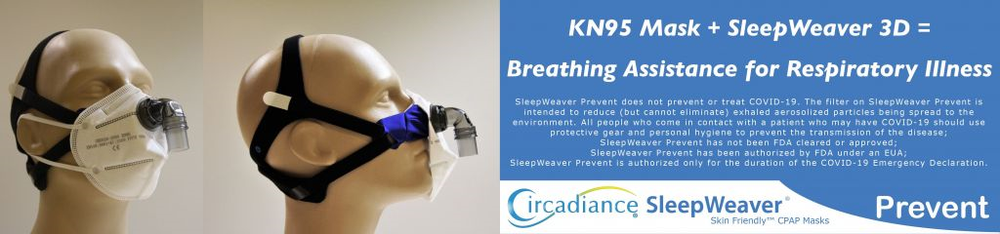 KN95 Mask + SleepWeaver 3D =
Breathing Assistance for Respiratory Illness
SleepWeaver Prevent does not prevent or treat COVID-19. The filter on SleepWeaver Prevent is
intended to reduce (but cannot eliminate) exhaled aerosolized particles being spread to the
environment. All people who come in contact with a patient who may have COVID-19 should use
protective gear and personal hygiene to prevent the transmission of the disease;
SleepWeaver Prevent has not been FDA cleared or approved;
SleepWeaver Prevent has been authorized by FDA under an EUA;
SleepWeaver Prevent is authorized only for the duration of the COVID-19 Emergency Declaration.
Circadiance® SleepWeaver®
Skin Friendly™ CPAP Masks
Prevent